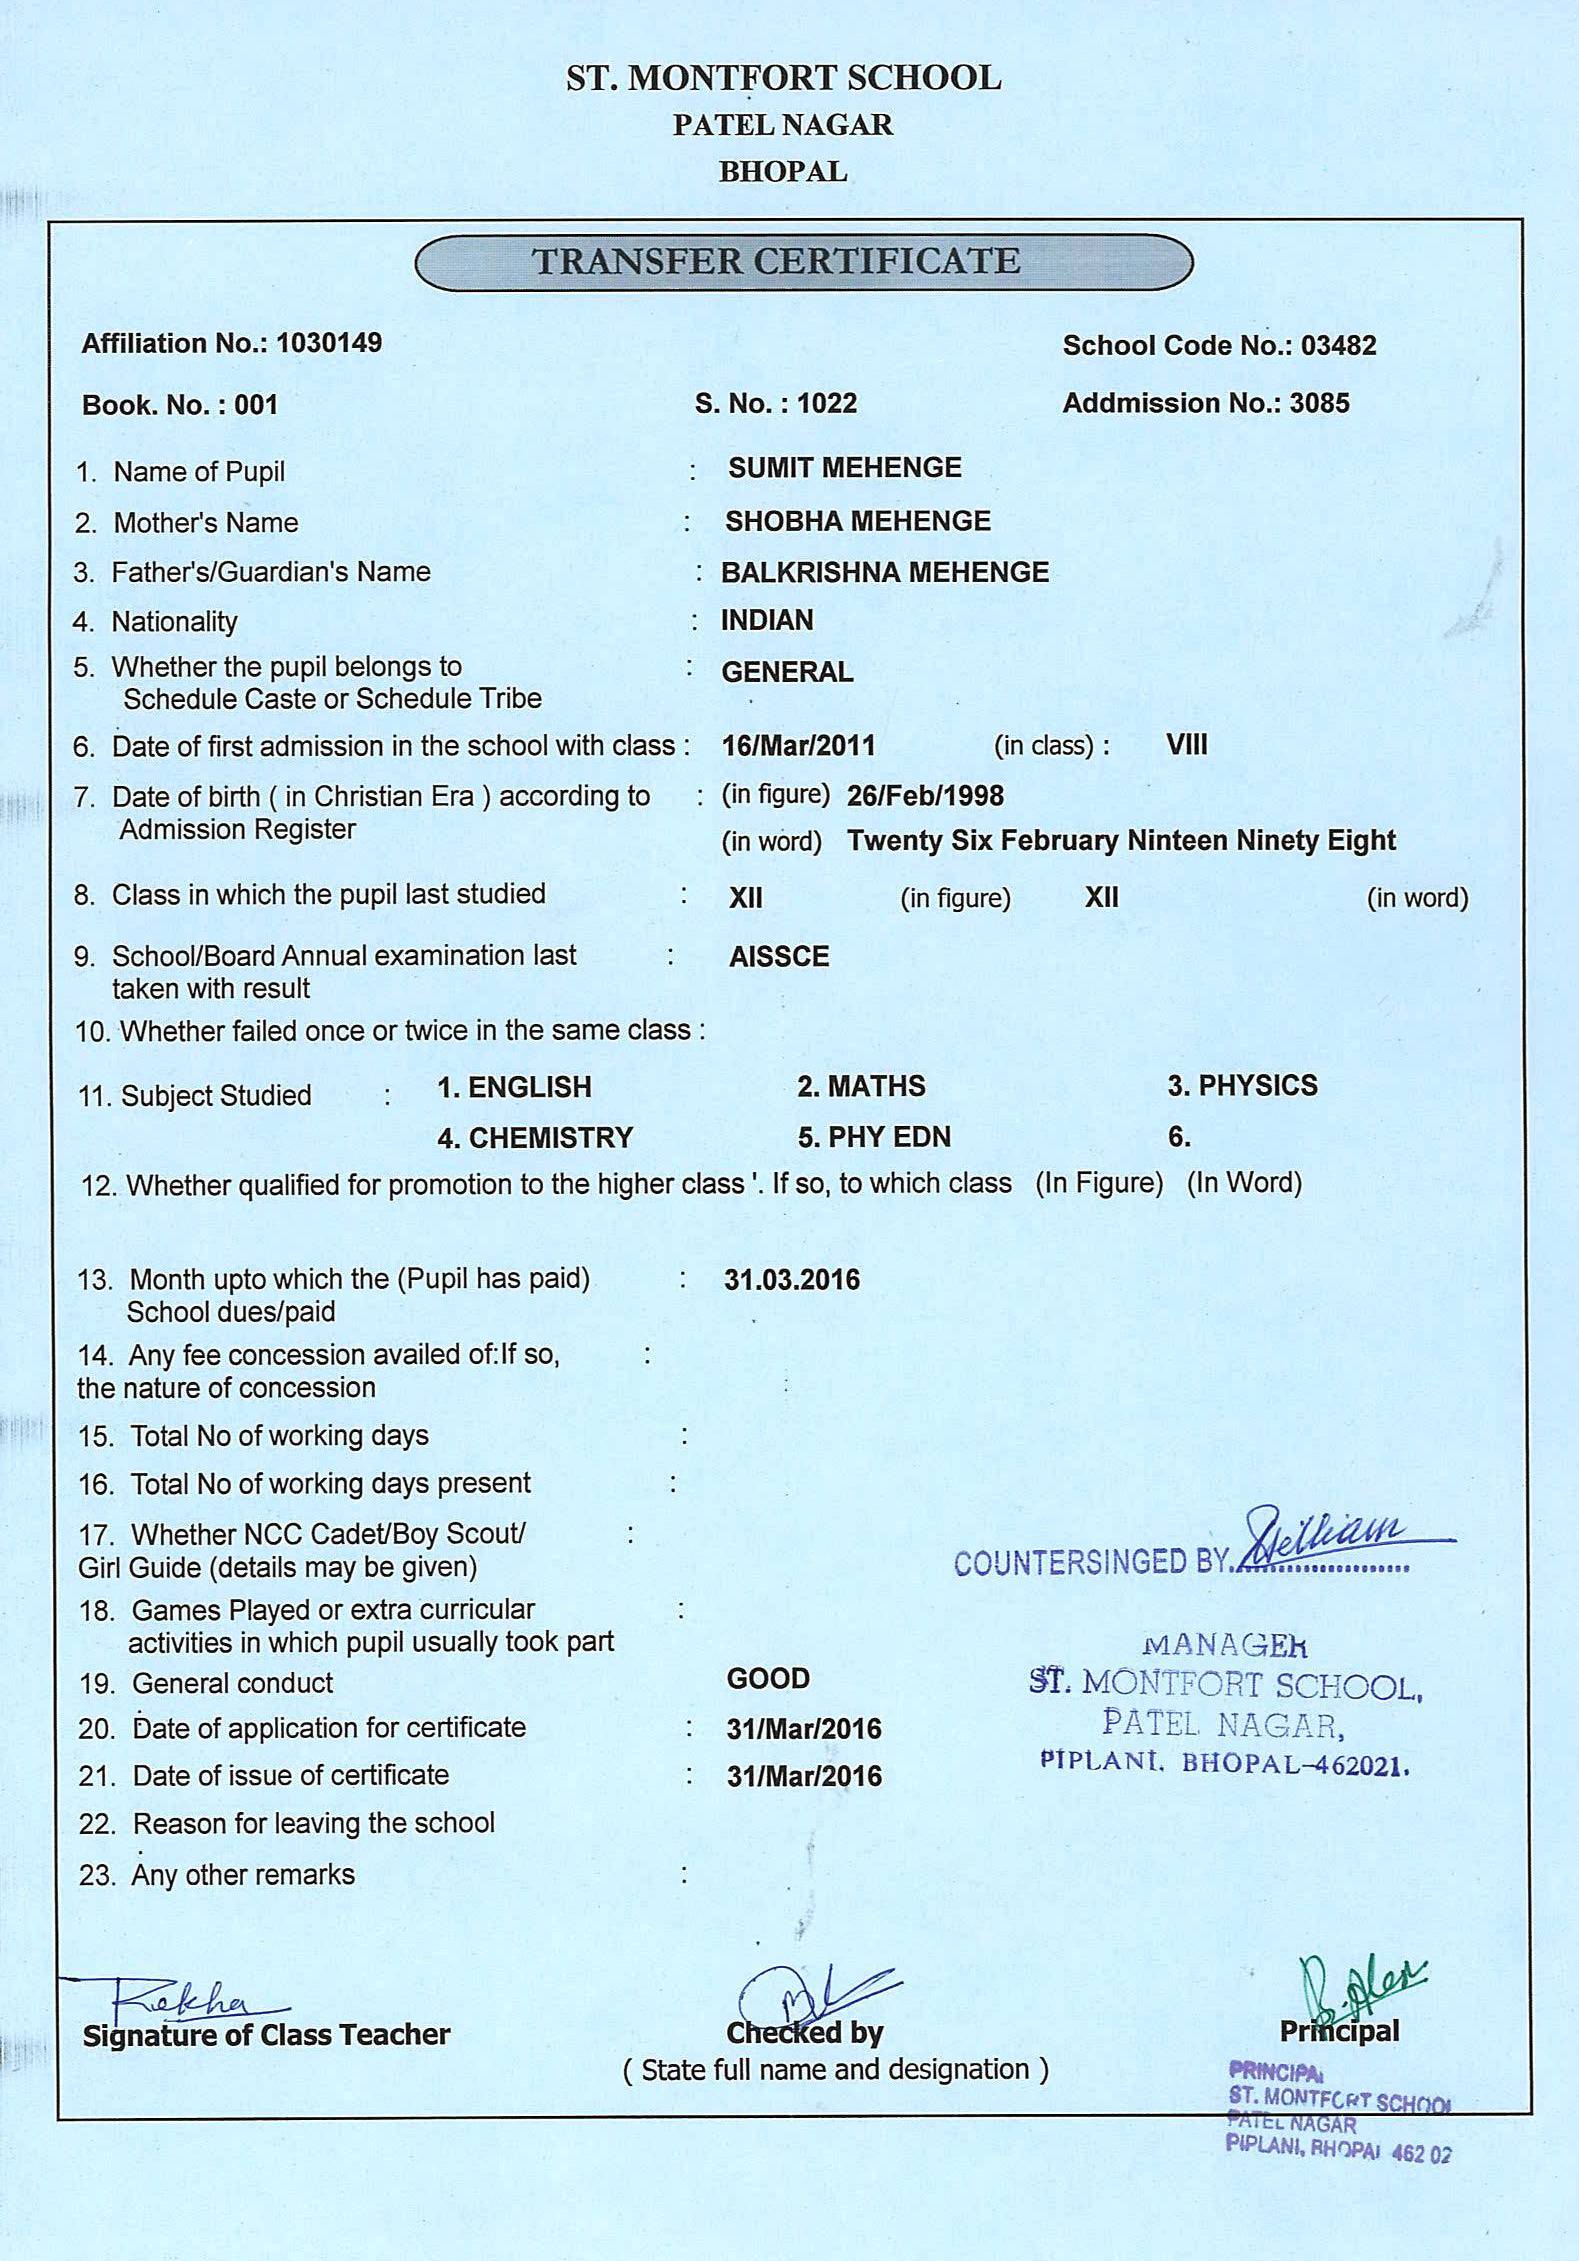 ST. MONTFORT SCHOOL
PATEL NAGAR
BHOPAL
TRANSFER CERTIFICATE
Affiliation No.: 1030149 School Code No.: 03482
Book. No. : 001 S. No. : 1022 Addmission No.: 3085
1. Name of Pupil : SUMIT MEHENGE
2. Mother's Name : SHOBHA MEHENGE
3. Father's/Guardian's Name : BALKRISHNA MEHENGE
4. Nationality : INDIAN
5. Whether the pupil belongs to : GENERAL
Schedule Caste or Schedule Tribe
6. Date of first admission in the school with class : 16/Mar/2011 (in class) : VIII
7. Date of birth ( in Christian Era ) according to : (in figure) 26/Feb/1998
Admission Register (in word) Twenty Six February Ninteen Ninety Eight
8. Class in which the pupil last studied : XII (in figure) XII (in word)
9. School/Board Annual examination last : AISSCE
taken with result
10. Whether failed once or twice in the same class :
11. Subject Studied : 1. ENGLISH 2. MATHS 3. PHYSICS
4. CHEMISTRY 5. PHY EDN 6.
12. Whether qualified for promotion to the higher class '. If so, to which class (In Figure) (In Word)
13. Month upto which the (Pupil has paid) : 31.03.2016
School dues/paid
14. Any fee concession availed of:If so, :
the nature of concession :
15. Total No of working days :
16. Total No of working days present :
17. Whether NCC Cadet/Boy Scout/ :
Girl Guide (details may be given)
COUNTERSINGED BY. William
18. Games Played or extra curricular :
activities in which pupil usually took part
MANAGER
ST. MONTFORT SCHOOL,
PATEL NAGAR,
PIPLANI. BHOPAL-462021.
19. General conduct GOOD
20. Date of application for certificate : 31/Mar/2016
21. Date of issue of certificate : 31/Mar/2016
22. Reason for leaving the school
23. Any other remarks :
Rekha
Signature of Class Teacher Checked by Principal
( State full name and designation )
PRINCIPAL
ST. MONTFORT SCHOOL
PATEL NAGAR
PIPLANI, BHOPAL 462 02